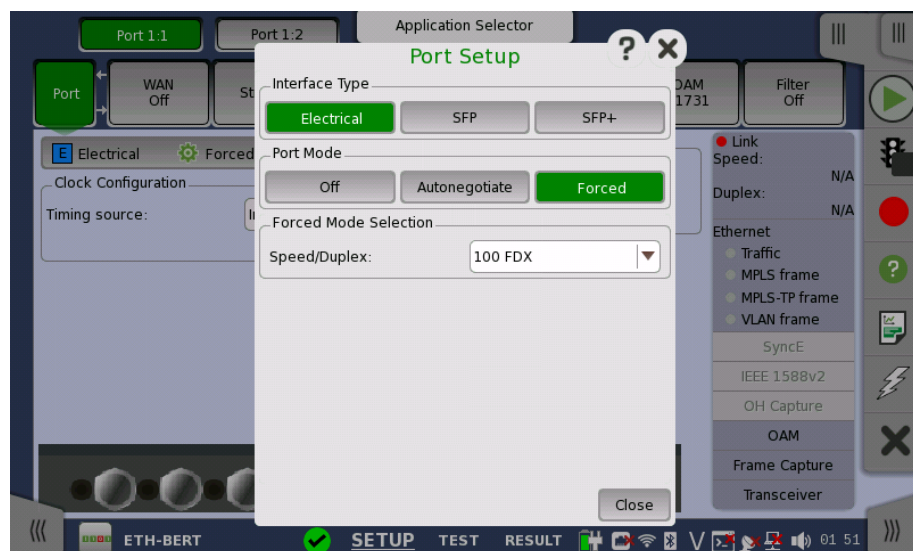 Application Selector
Port 1:1
Port 1:2
Port Setup
?
X
Port
WAN
Off
St
OAM
1731
Filter
Off
Interface Type
Electrical
SFP
SFP+
Port Mode
Off
Autonegotiate
Forced
Forced Mode Selection
Speed/Duplex:
100 FDX
Close
E Electrical
Forced
Clock Configuration
Timing source:
Link
Speed:
N/A
Duplex:
N/A
Ethernet
Traffic
MPLS frame
MPLS-TP frame
VLAN frame
SyncE
IEEE 1588v2
OH Capture
OAM
Frame Capture
Transceiver
?
ETH-BERT
SETUP
TEST
RESULT
01 51